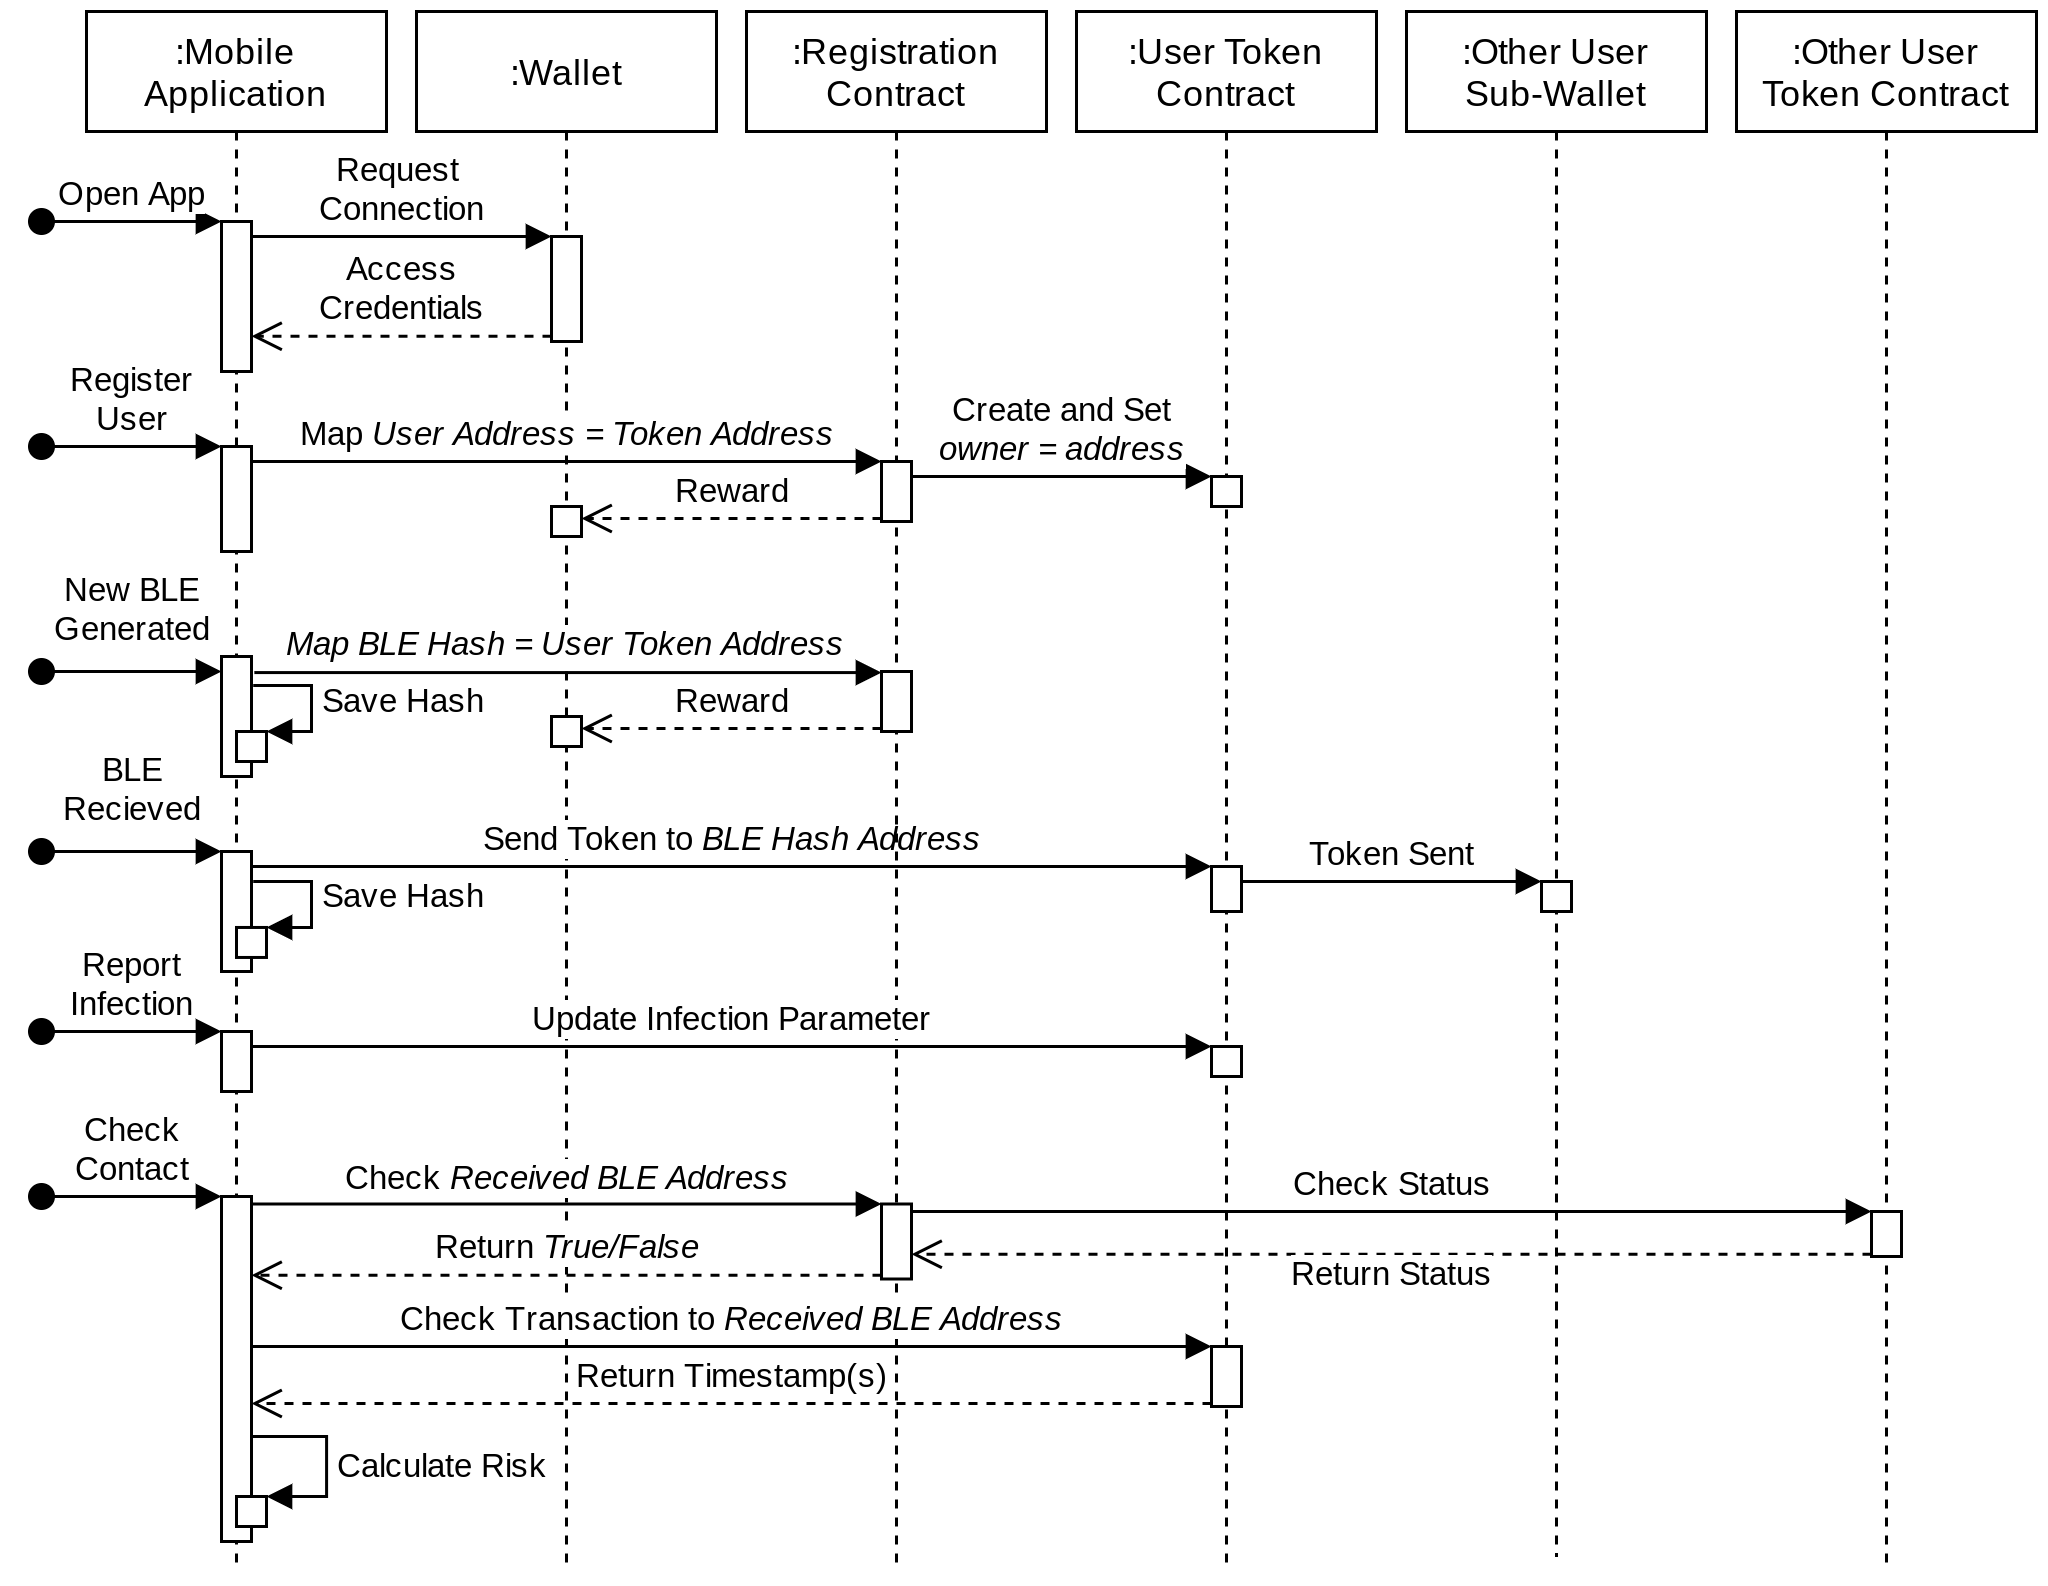 :Mobile
Application
:Wallet
:Registration
Contract
:User Token
Contract
:Other User
Sub-Wallet
:Other User
Token Contract
Open App
Request
Connection
Access
Credentials
Register
User
Map User Address = Token Address
Create and Set
owner = address
Reward
New BLE
Generated
Map BLE Hash = User Token Address
Save Hash
Reward
BLE
Recieved
Send Token to BLE Hash Address
Token Sent
Save Hash
Report
Infection
Update Infection Parameter
Check
Contact
Check Received BLE Address
Check Status
Return True/False
Return Status
Check Transaction to Received BLE Address
Return Timestamp(s)
Calculate Risk